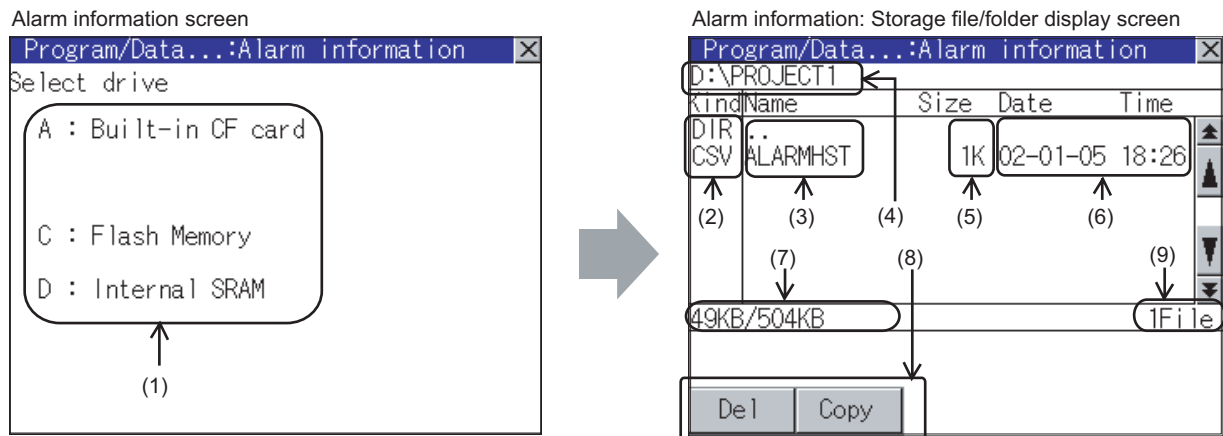 Alarm information screen
Program/Data...:Alarm information
Select drive
A : Built-in CF card
C : Flash Memory
D : Internal SRAM
(1)
Alarm information: Storage file/folder display screen
Program/Data...:Alarm information
D:\PROJECT1
Kind Name Size Date Time
DIR ..
CSV ALARMHST 1K 02-01-05 18:26
(2) (3) (4) (5) (6)
(7) (8) (9)
49KB/504KB 1File
Del Copy